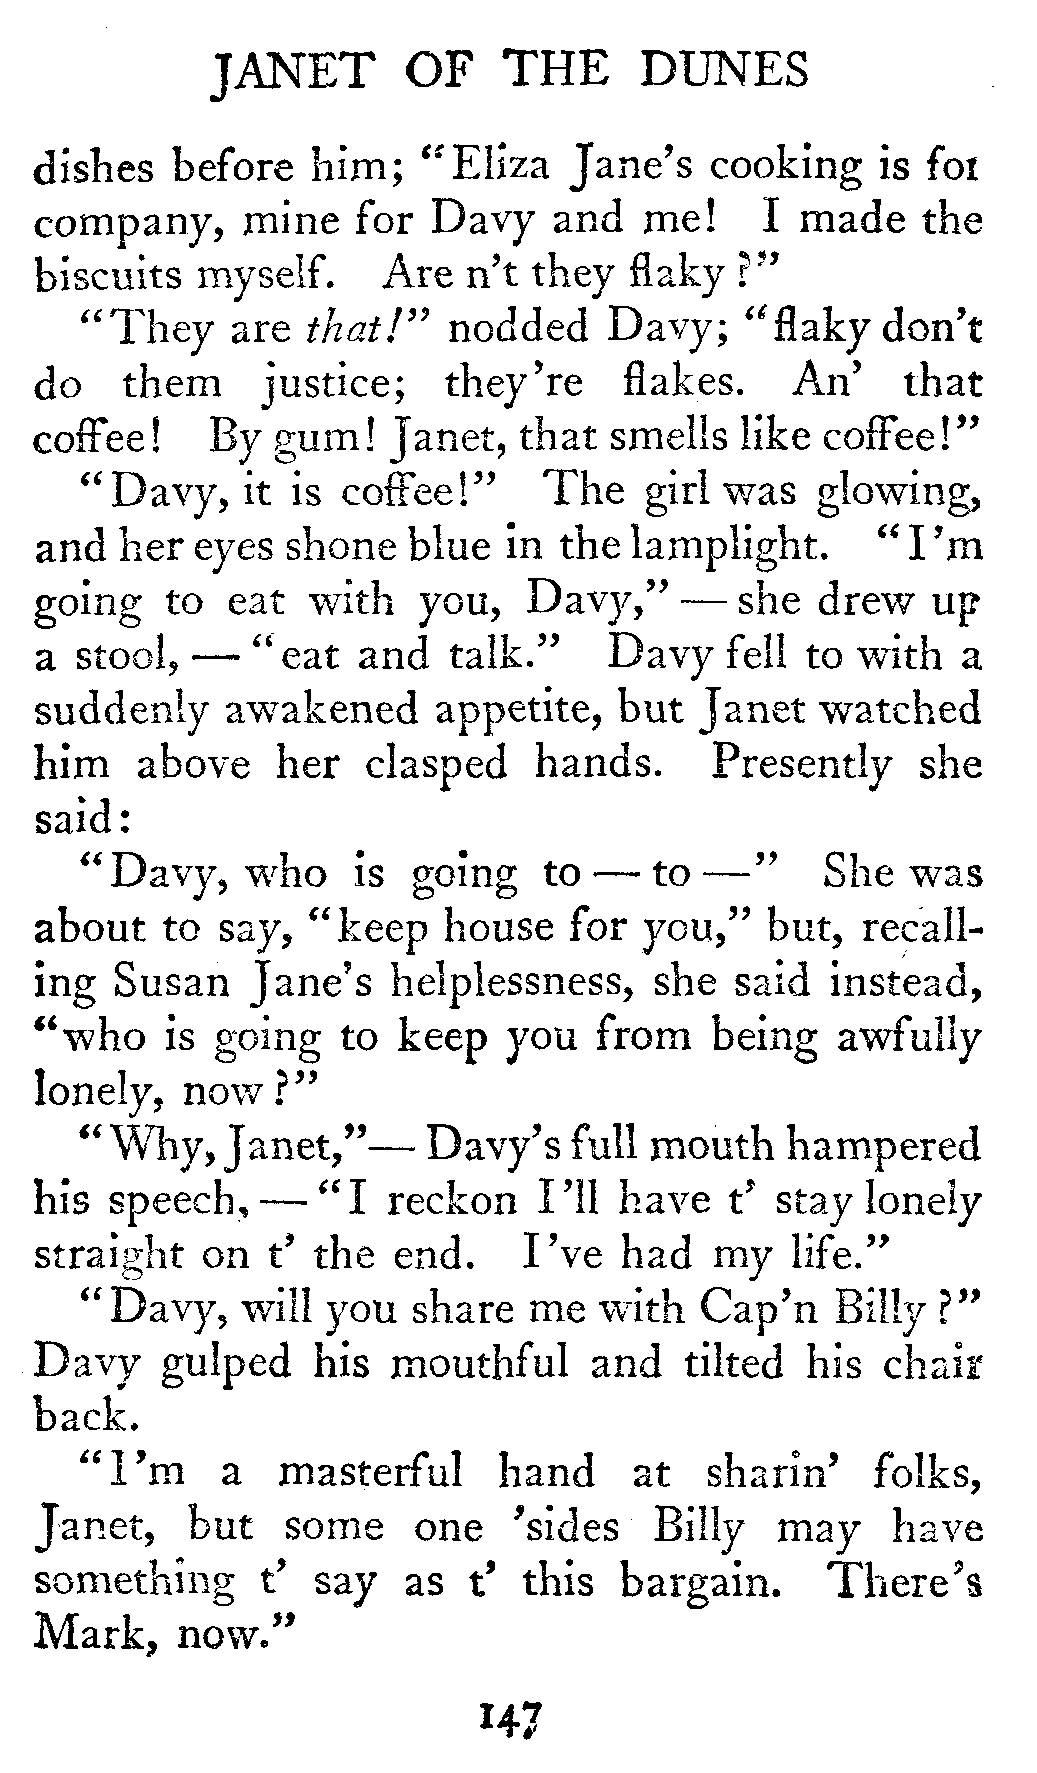 JANET OF THE DUNES
dishes before him; "Eliza Jane's cooking is for
company, mine for Davy and me! I made the
biscuits myself. Are n't they flaky?"
"They are that!" nodded Davy; "flaky don't
do them justice; they're flakes. An' that
coffee! By gum! Janet, that smells like coffee!"
"Davy, it is coffee!" The girl was glowing,
and her eyes shone blue in the lamplight. "I'm
going to eat with you, Davy," — she drew up
a stool, — "eat and talk." Davy fell to with a
suddenly awakened appetite, but Janet watched
him above her clasped hands. Presently she
said:
"Davy, who is going to — to —" She was
about to say, "keep house for you," but, recall-
ing Susan Jane's helplessness, she said instead,
"who is going to keep you from being awfully
lonely, now?"
"Why, Janet,"— Davy's full mouth hampered
his speech, — "I reckon I'll have t' stay lonely
straight on t' the end. I've had my life."
"Davy, will you share me with Cap'n Billy?"
Davy gulped his mouthful and tilted his chair
back.
"I'm a masterful hand at sharin' folks,
Janet, but some one 'sides Billy may have
something t' say as t' this bargain. There's
Mark, now."
147